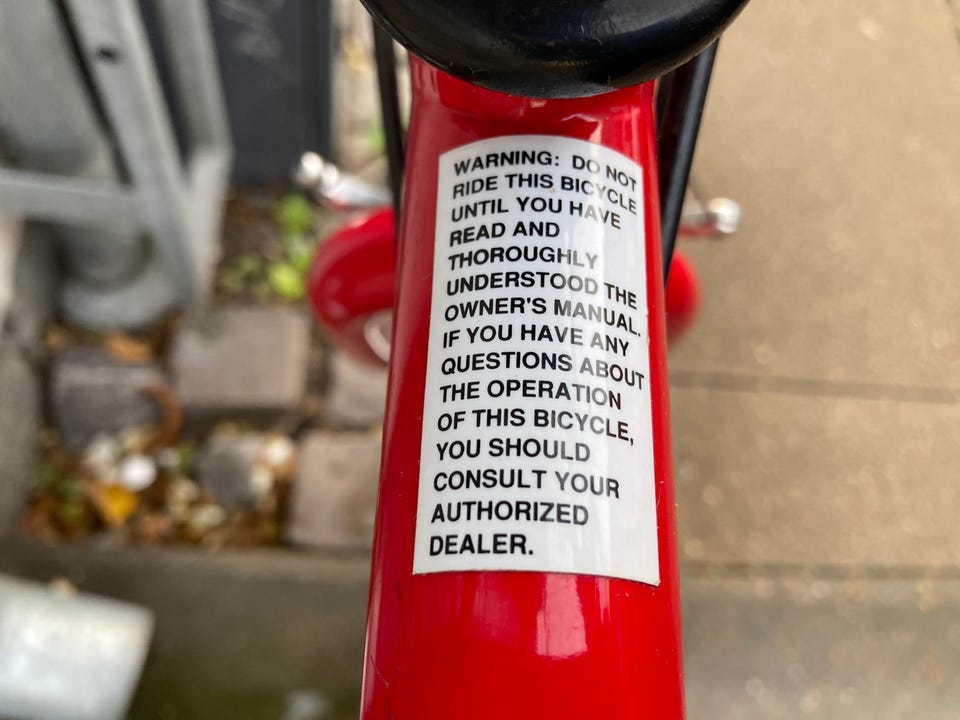 WARNING: DO NOT
RIDE THIS BICYCLE
UNTIL YOU HAVE
READ AND
THOROUGHLY
UNDERSTOOD THE
OWNER'S MANUAL.
IF YOU HAVE ANY
QUESTIONS ABOUT
THE OPERATION
OF THIS BICYCLE,
YOU SHOULD
CONSULT YOUR
AUTHORIZED
DEALER.